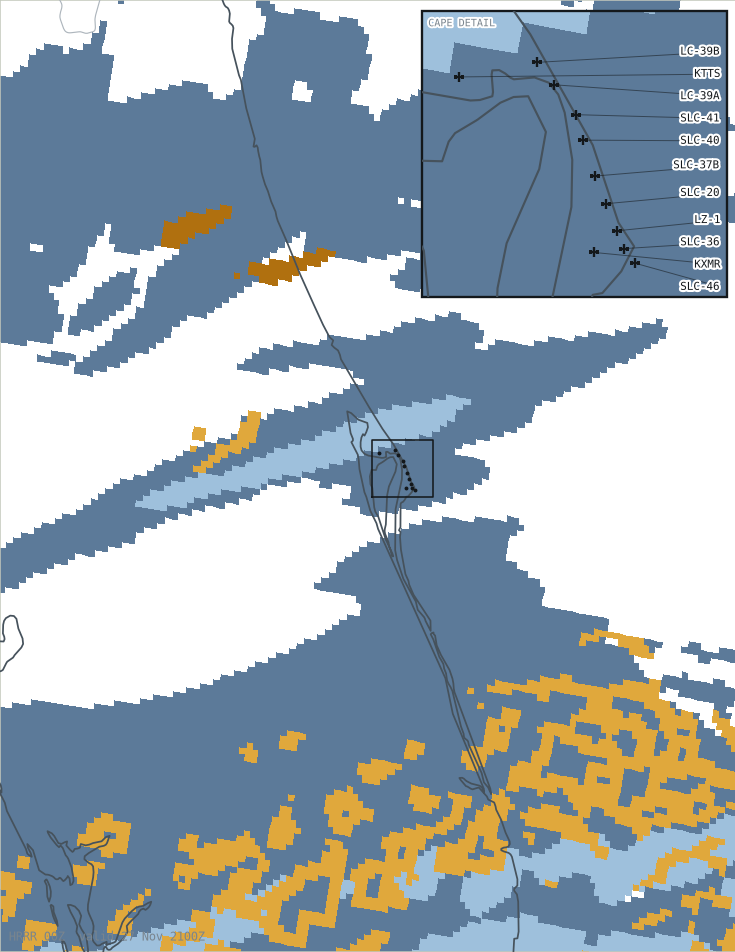 CAPE DETAIL
LC-39B
KTTS
LC-39A
SLC-41
SLC-40
SLC-37B
SLC-20
LZ-1
SLC-36
KXMR
SLC-46
27 Nov 2100Z